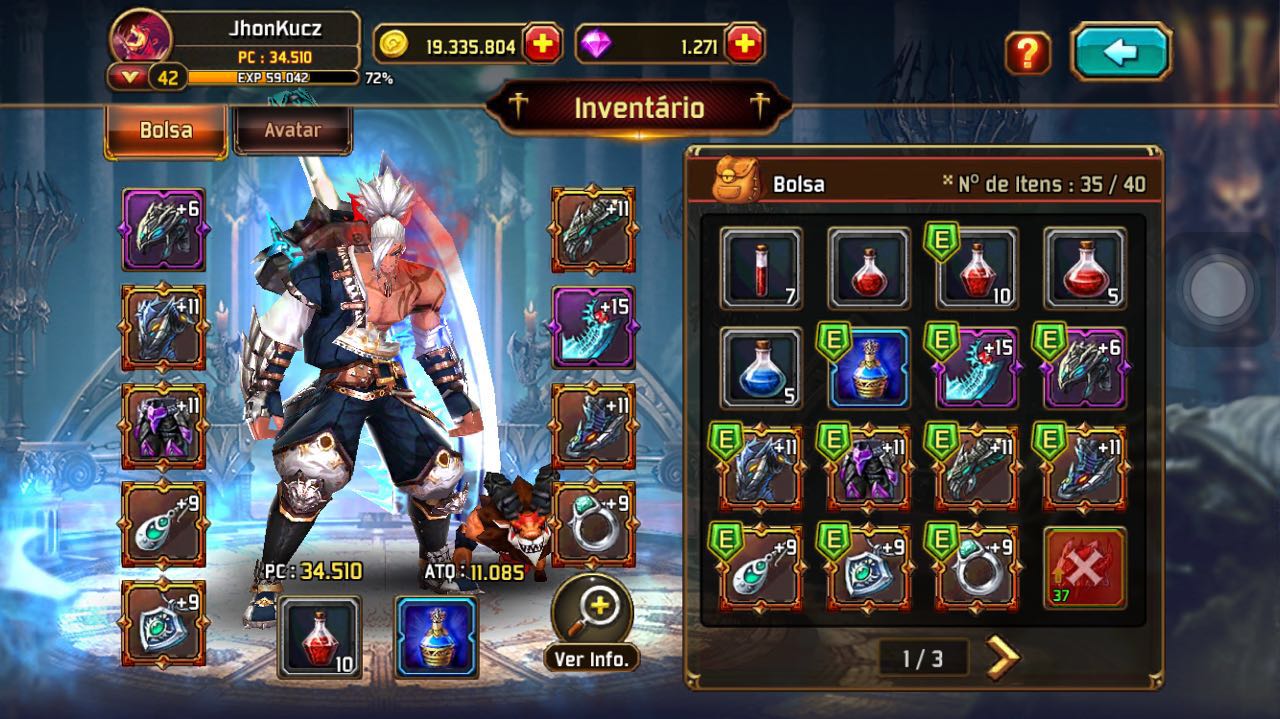 JhonKucz
PC : 34.510
42
EXP 59.042
72%
19.335.804
1.271
?
Inventário
Bolsa
Avatar
+6
+11
+11
+9
+9
+11
+15
+11
+9
PC : 34.510
ATQ : 11.085
10
Ver Info.
Bolsa
Nº de Itens : 35 / 40
7
E
10
5
5
E
E
+15
E
+6
E
+11
E
+11
E
+11
E
+11
E
+9
E
+9
E
+9
37
1 / 3